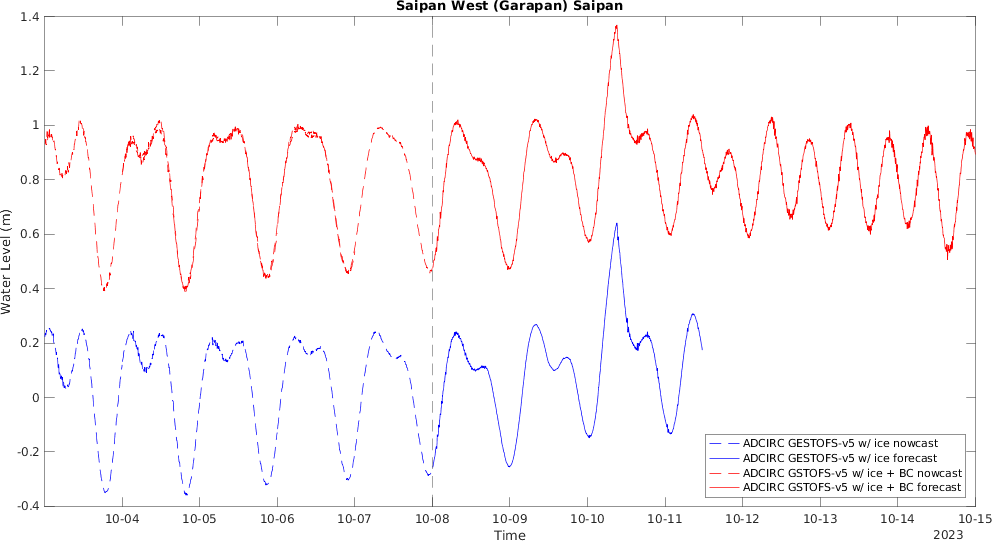 Saipan West (Garapan) Saipan
Water Level (m)
1.4
1.2
1
0.8
0.6
0.4
0.2
0
-0.2
-0.4
ADCIRC GESTOFS-v5 w/ ice nowcast
ADCIRC GESTOFS-v5 w/ ice forecast
ADCIRC GSTOFS-v5 w/ ice + BC nowcast
ADCIRC GSTOFS-v5 w/ ice + BC forecast
10-04 10-05 10-06 10-07 10-08 10-09 10-10 10-11 10-12 10-13 10-14 10-15
Time
2023